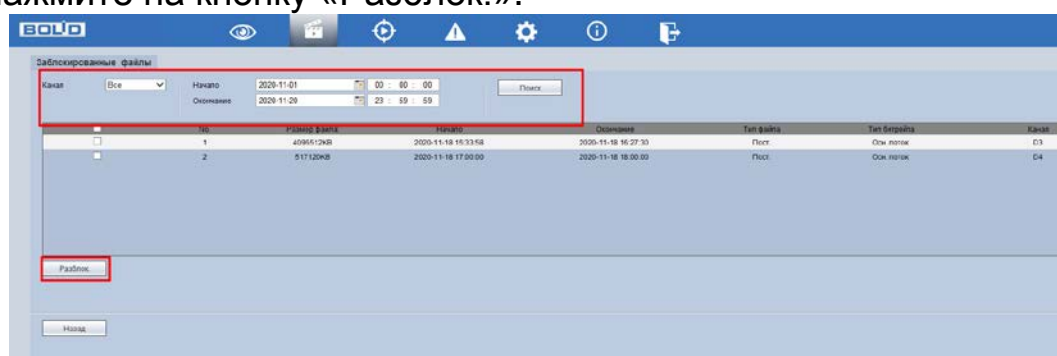 нажмите на кнопку «Разблок.».
BOLID
Заблокированные файлы
Канал Все Начало 2020-11-01 00 : 00 : 00 Поиск
Окончание 2020-11-20 23 : 59 : 59
No. Размер файла Начало Окончание Тип файла Тип битрейта Канал
1 4096512KB 2020-11-18 15:33:58 2020-11-18 16:27:30 Пост. Осн. поток D3
2 517120KB 2020-11-18 17:00:00 2020-11-18 18:00:00 Пост. Осн. поток D4
Разблок.
Назад